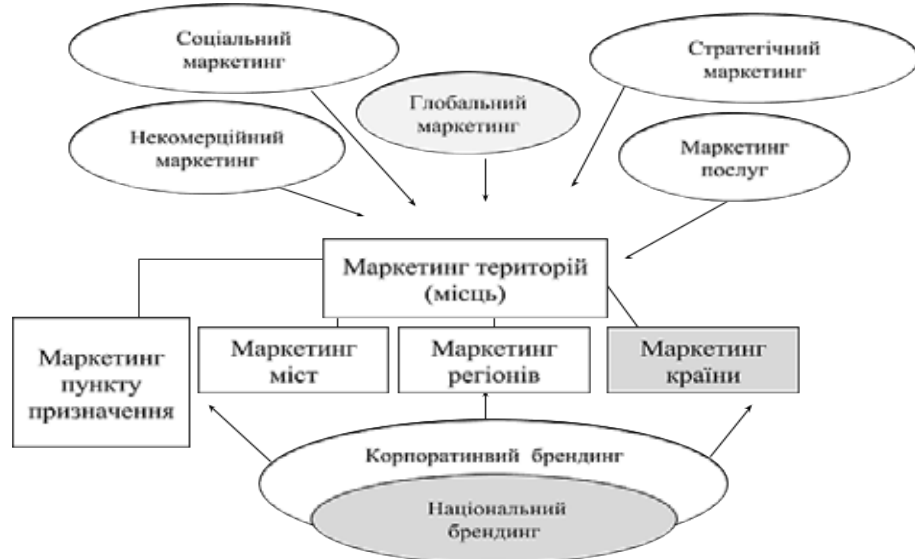 Соціальний
маркетинг
Стратегічний
маркетинг
Глобальний
маркетинг
Некомерційний
маркетинг
Маркетинг
послуг
Маркетинг територій
(місць)
Маркетинг
пункту
призначення
Маркетинг
міст
Маркетинг
регіонів
Маркетинг
країни
Корпоратинвий брендинг
Національний
брендинг